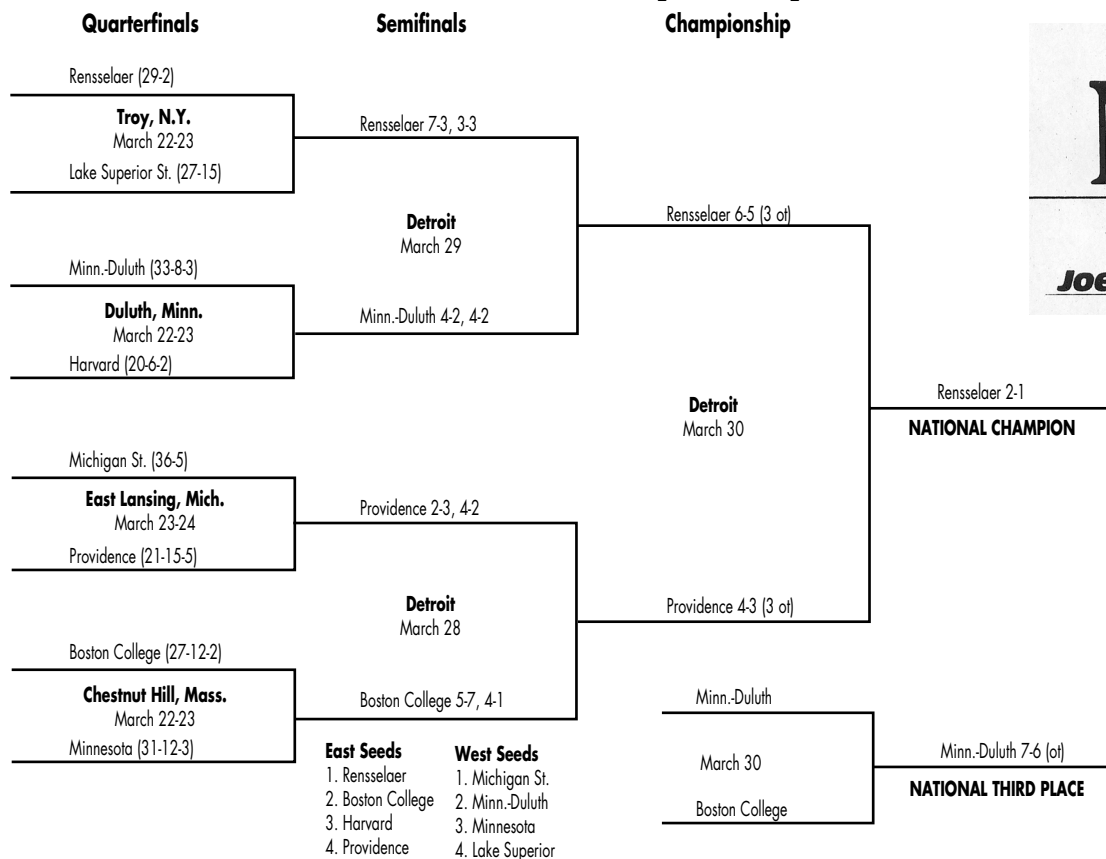 Quarterfinals
Semifinals
Championship
Rensselaer (29-2)
Troy, N.Y.
March 22-23
Lake Superior St. (27-15)
Rensselaer 7-3, 3-3
Detroit
March 29
Minn.-Duluth (33-8-3)
Duluth, Minn.
March 22-23
Harvard (20-6-2)
Minn.-Duluth 4-2, 4-2
Rensselaer 6-5 (3 ot)
Detroit
March 30
Rensselaer 2-1
NATIONAL CHAMPION
Michigan St. (36-5)
East Lansing, Mich.
March 23-24
Providence (21-15-5)
Providence 2-3, 4-2
Detroit
March 28
Providence 4-3 (3 ot)
Boston College (27-12-2)
Chestnut Hill, Mass.
March 22-23
Minnesota (31-12-3)
Boston College 5-7, 4-1
East Seeds
1. Rensselaer
2. Boston College
3. Harvard
4. Providence
West Seeds
1. Michigan St.
2. Minn.-Duluth
3. Minnesota
4. Lake Superior
Minn.-Duluth
March 30
Boston College
Minn.-Duluth 7-6 (ot)
NATIONAL THIRD PLACE
Joe